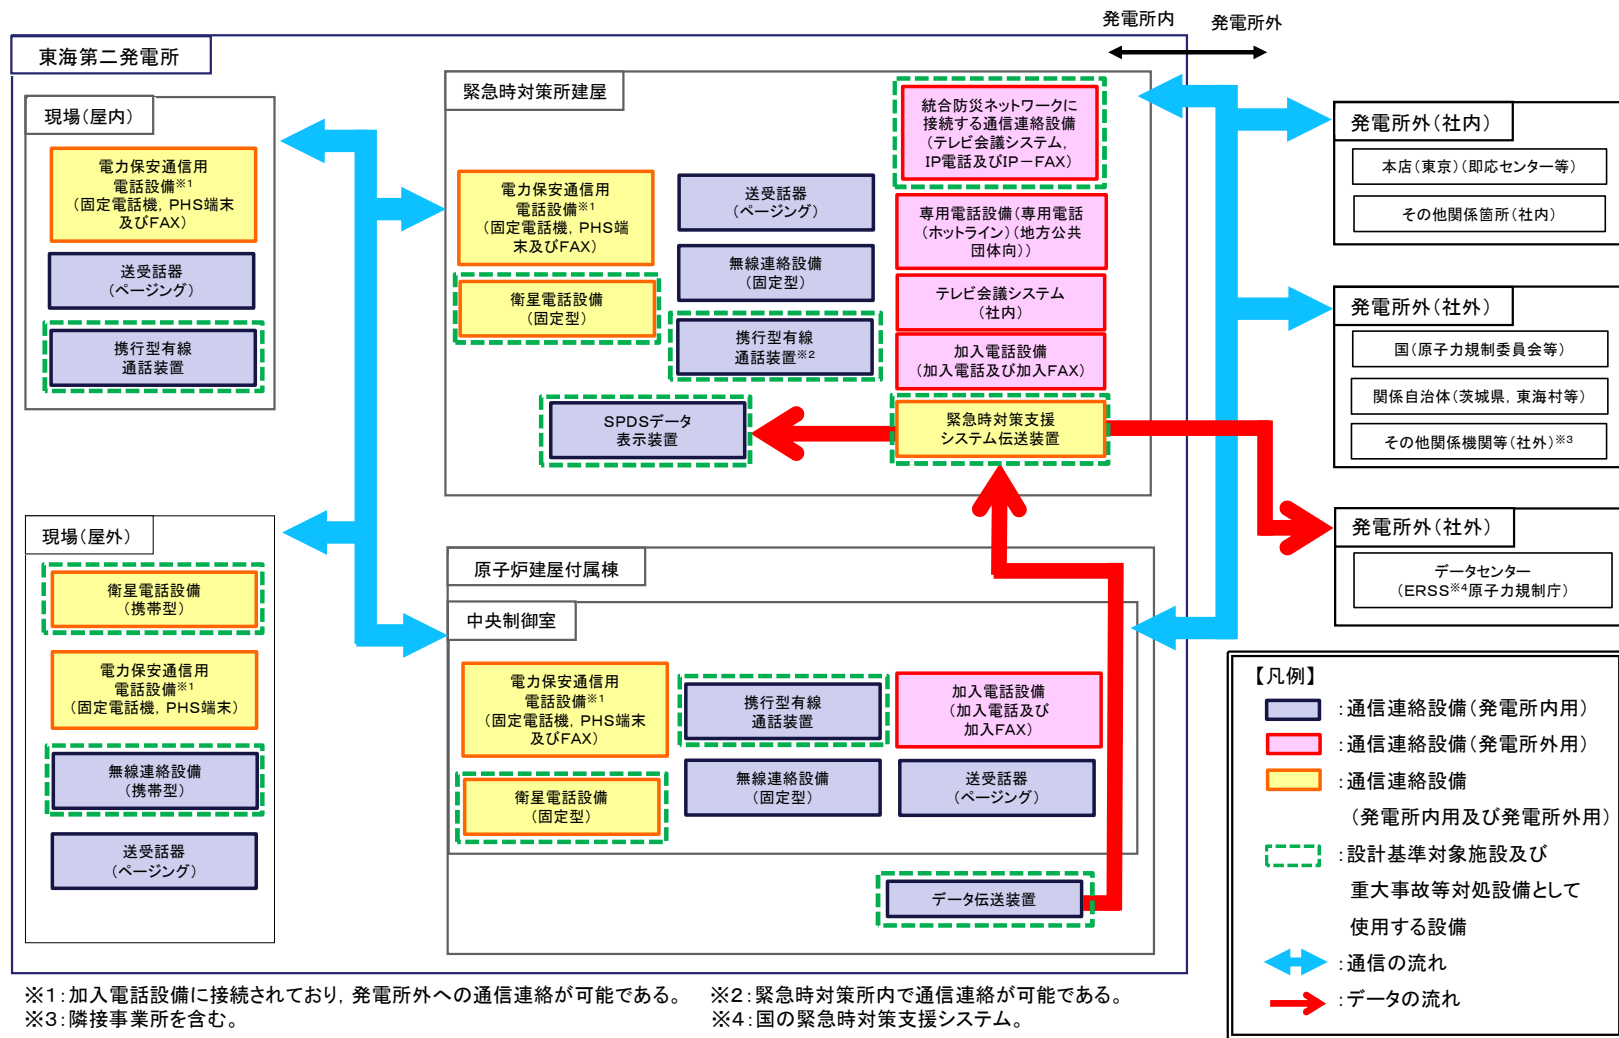 発電所内
発電所外
東海第二発電所
現場(屋内)
電力保安通信用
電話設備※1
(固定電話機,PHS端末
及びFAX)
送受話器
(ページング)
携行型有線
通話装置
現場(屋外)
衛星電話設備
(携帯型)
電力保安通信用
電話設備※1
(固定電話機,PHS端末)
無線連絡設備
(携帯型)
送受話器
(ページング)
緊急時対策所建屋
電力保安通信用
電話設備※1
(固定電話機,PHS端
末及びFAX)
衛星電話設備
(固定型)
送受話器
(ページング)
無線連絡設備
(固定型)
携行型有線
通話装置※2
統合防災ネットワークに
接続する通信連絡設備
(テレビ会議システム,
IP電話及びIP-FAX)
専用電話設備(専用電話
(ホットライン)(地方公共
団体向))
テレビ会議システム
(社内)
加入電話設備
(加入電話及び加入FAX)
SPDSデータ
表示装置
緊急時対策支援
システム伝送装置
原子炉建屋付属棟
中央制御室
電力保安通信用
電話設備※1
(固定電話機,PHS端末
及びFAX)
衛星電話設備
(固定型)
携行型有線
通話装置
無線連絡設備
(固定型)
加入電話設備
(加入電話及び
加入FAX)
送受話器
(ページング)
データ伝送装置
発電所外(社内)
本店(東京)(即応センター等)
その他関係箇所(社内)
発電所外(社外)
国(原子力規制委員会等)
関係自治体(茨城県,東海村等)
その他関係機関等(社外)※3
発電所外(社外)
データセンター
(ERSS※4原子力規制庁)
【凡例】
:通信連絡設備(発電所内用)
:通信連絡設備(発電所外用)
:通信連絡設備
(発電所内用及び発電所外用)
:設計基準対象施設及び
重大事故等対処設備として
使用する設備
:通信の流れ
:データの流れ
※1:加入電話設備に接続されており,発電所外への通信連絡が可能である。
※2:緊急時対策所内で通信連絡が可能である。
※3:隣接事業所を含む。
※4:国の緊急時対策支援システム。